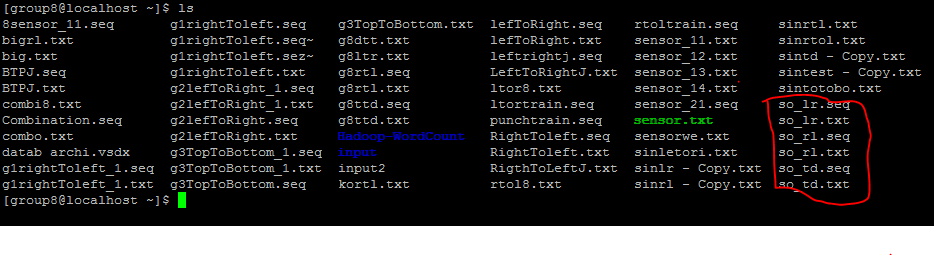 [group8@localhost ~]$ ls
8sensor_11.seq g1rightToleft.seq g3TopToBottom.txt lefToRight.seq rtoltrain.seq sinrtl.txt
bigrl.txt g1rightToleft.seq~ g8dtt.txt lefToRight.txt sensor_11.txt sinrtol.txt
big.txt g1rightToleft.sez~ g8ltr.txt leftrightj.seq sensor_12.txt sintd - Copy.txt
BTPJ.seq g1rightToleft.txt g8rtl.seq LeftToRightJ.txt sensor_13.txt sintest - Copy.txt
BTPJ.txt g2lefToRight_1.seq g8rtl.txt ltor8.txt sensor_14.txt sintotobo.txt
combi8.txt g2lefToRight_1.txt g8ttd.seq ltortrain.seq sensor_21.seq so_lr.seq
Combination.seq g2lefToRight.seq g8ttd.txt punchtrain.seq sensor.txt so_lr.txt
combo.txt g2lefToRight.txt Hadoop-WordCount RightToleft.seq sensorwe.txt so_rl.seq
datab archi.vsdx g3TopToBottom_1.seq input RightToleft.txt sinletori.txt so_rl.txt
g1rightToleft_1.seq g3TopToBottom_1.txt input2 RigthToLeftJ.txt sinlr - Copy.txt so_td.seq
g1rightToleft_1.txt g3TopToBottom.seq kortl.txt rtol8.txt sinrl - Copy.txt so_td.txt
[group8@localhost ~]$